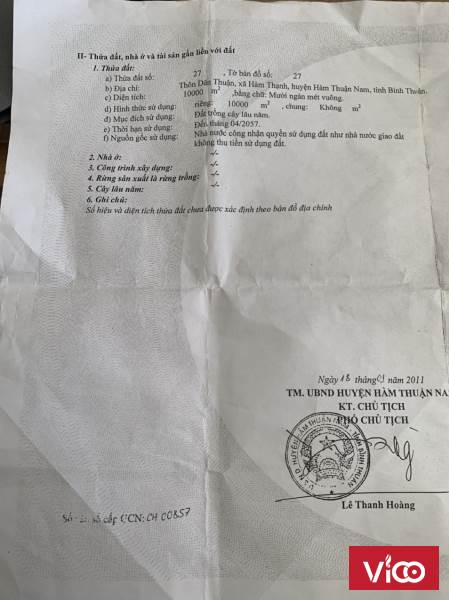 II- Thửa đất, nhà ở và tài sản gắn liền với đất
1. Thửa đất:
a) Thửa đất số: 27 , Tờ bản đồ số: 27
b) Địa chỉ: Thôn Dân Thuận, xã Hàm Thạnh, huyện Hàm Thuận Nam, tỉnh Bình Thuận.
c) Diện tích: 10000 m² ,bằng chữ: Mười ngàn mét vuông.
d) Hình thức sử dụng: riêng: 10000 m² , chung: Không m²
đ) Mục đích sử dụng: Đất trồng cây lâu năm.
e) Thời hạn sử dụng: Đến tháng 04/2057.
f) Nguồn gốc sử dụng: Nhà nước công nhận quyền sử dụng đất như nhà nước giao đất
không thu tiền sử dụng đất.
2. Nhà ở: -/-
3. Công trình xây dựng: -/-
4. Rừng sản xuất là rừng trồng: -/-
5. Cây lâu năm: -/-
6. Ghi chú:
Số hiệu và diện tích thửa đất chưa được xác định theo bản đồ địa chính
Ngày 18 tháng 01 năm 2011
TM. UBND HUYỆN HÀM THUẬN NA
KT. CHỦ TỊCH
PHÓ CHỦ TỊCH
U.B.N.D HUYỆN HÀM THUẬN NAM TỈNH BÌNH THUẬN
Lê Thanh Hoàng
Số sổ cấp GCN: CH 00857
VICO